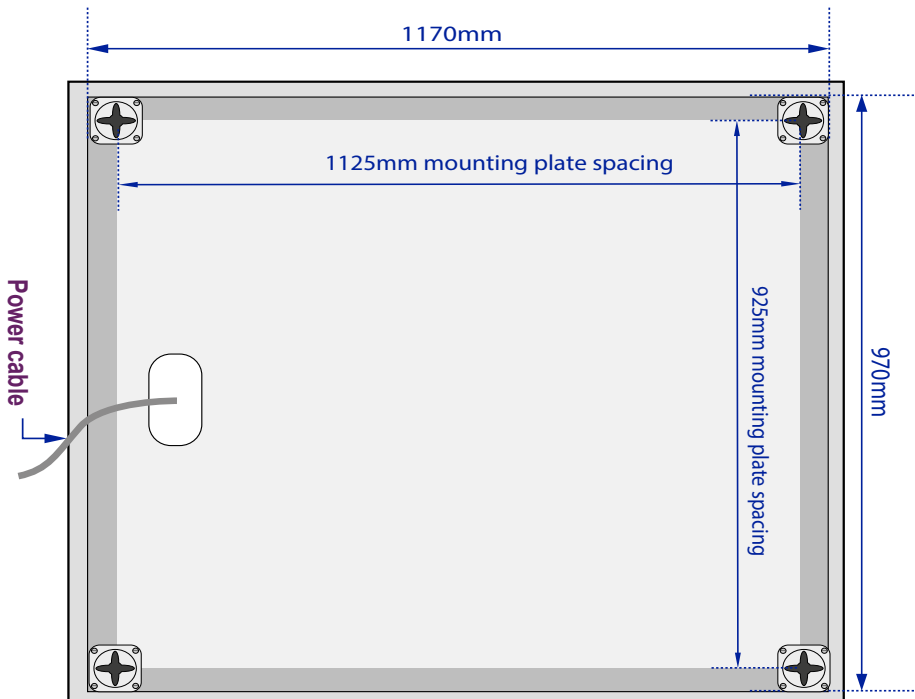 1170mm
1125mm mounting plate spacing
925mm mounting plate spacing
970mm
Power cable